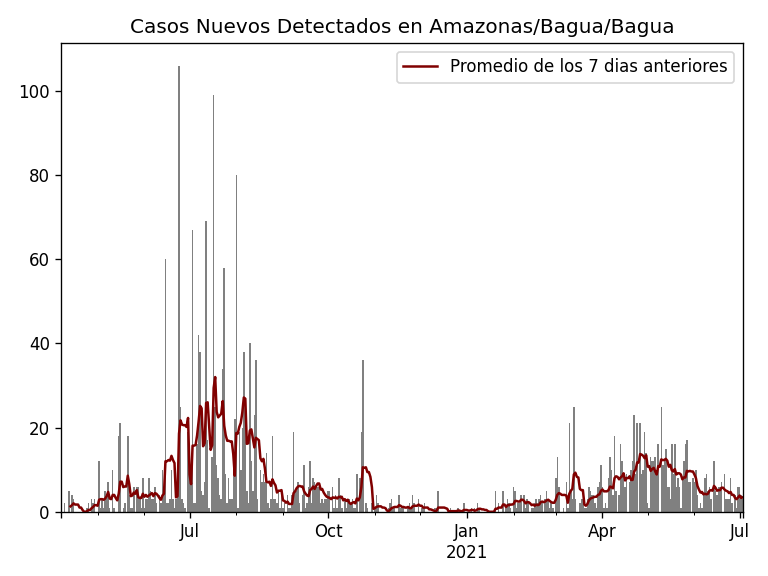 Casos Nuevos Detectados en Amazonas/Bagua/Bagua
Promedio de los 7 dias anteriores
100
80
60
40
20
0
Jul Oct Jan Apr Jul
2021